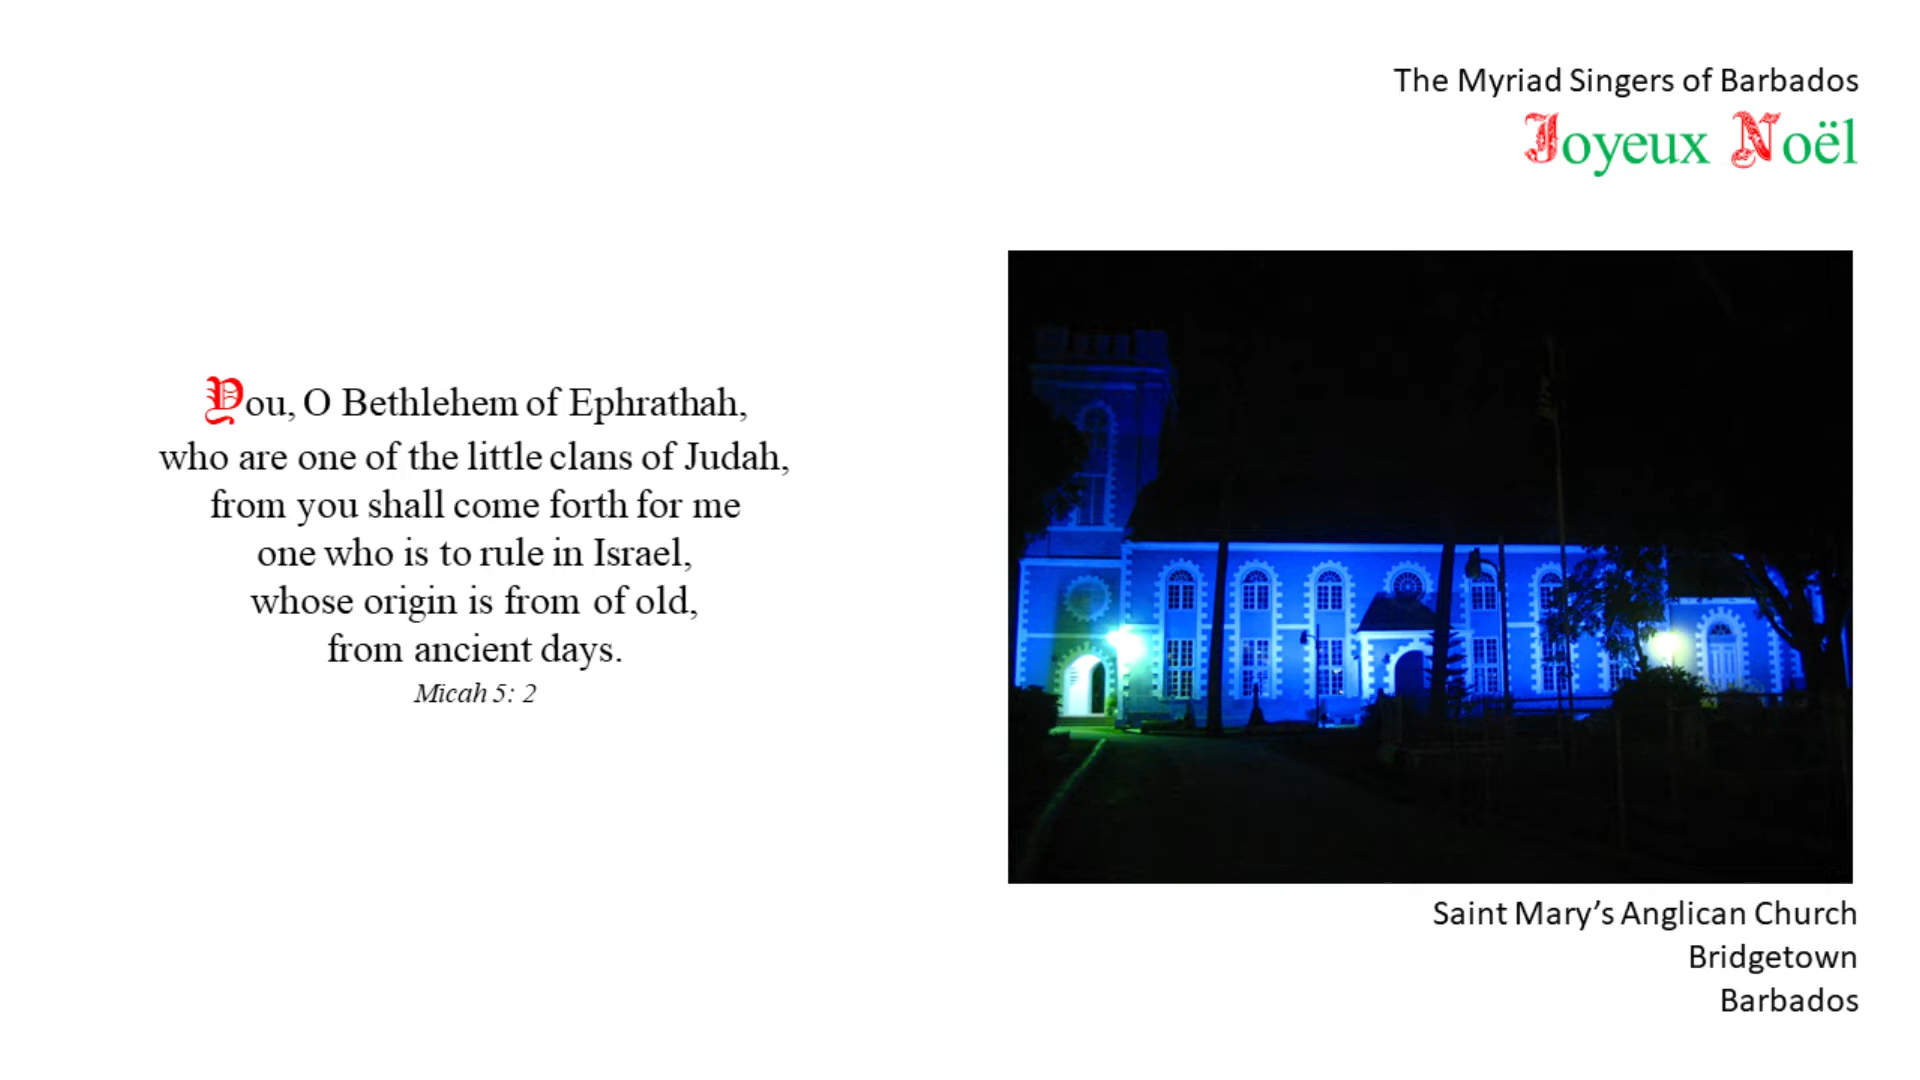 The Myriad Singers of Barbados
Joyeux Noël
You, O Bethlehem of Ephrathah,
who are one of the little clans of Judah,
from you shall come forth for me
one who is to rule in Israel,
whose origin is from of old,
from ancient days.
Micah 5: 2
Saint Mary’s Anglican Church
Bridgetown
Barbados